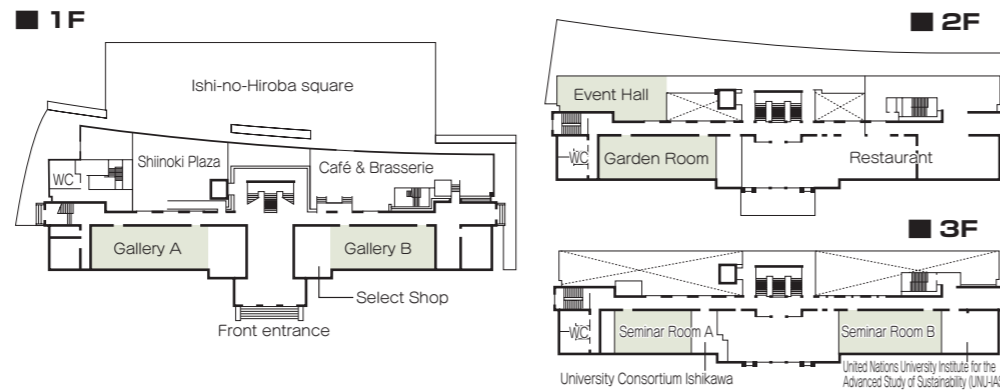 ■ 1F
Ishi-no-Hiroba square
Shiinoki Plaza
Café & Brasserie
WC
Gallery A
Gallery B
Select Shop
Front entrance
■ 2F
Event Hall
WC
Garden Room
Restaurant
■ 3F
WC
Seminar Room A
Seminar Room B
University Consortium Ishikawa
United Nations University Institute for the
Advanced Study of Sustainability (UNU-IAS